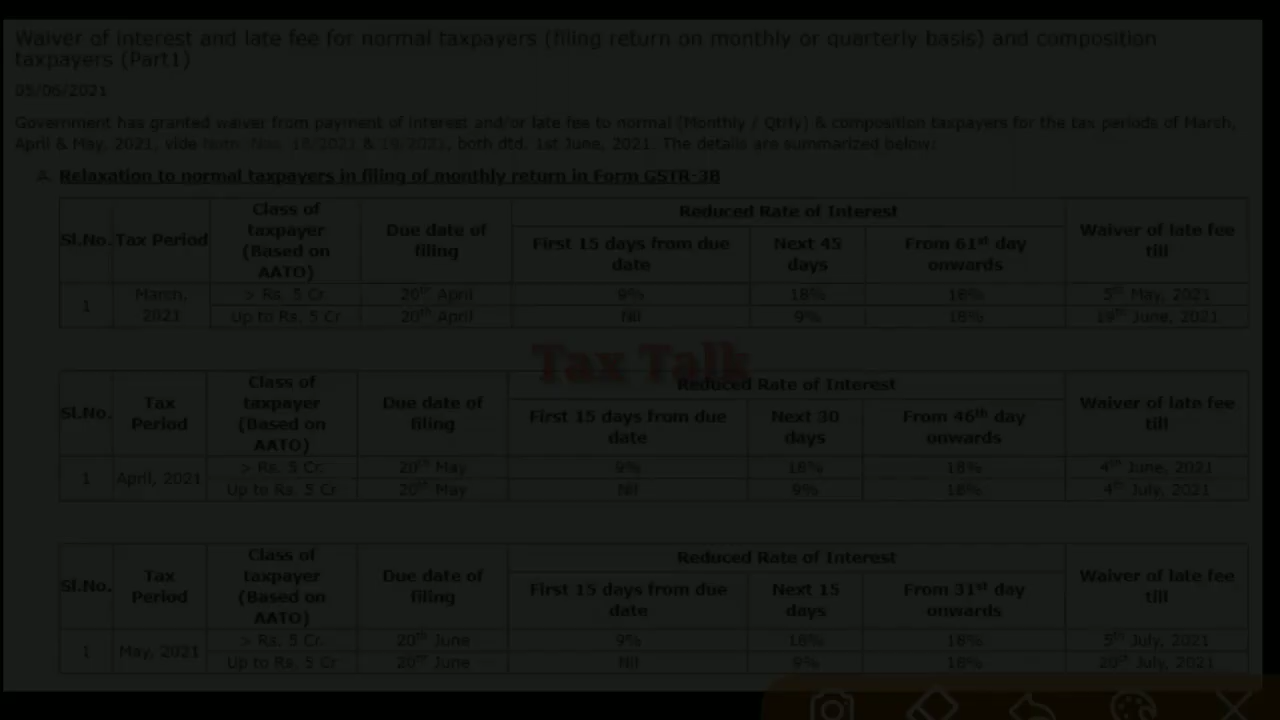 Waiver of interest and late fee for normal taxpayers (filing return on monthly or quarterly basis) and composition
taxpayers (Part1)
05/06/2021
Government has granted waiver from payment of interest and/or late fee to normal (Monthly / Qtrly) & composition taxpayers for the tax periods of March,
April & May, 2021, vide Notn. Nos. 18/2021 & 19/2021, both dtd. 1st June, 2021. The details are summarized below:
A. Relaxation to normal taxpayers in filing of monthly return in Form GSTR-3B
Sl.No. Tax Period Class of taxpayer (Based on AATO) Due date of filing Reduced Rate of Interest Waiver of late fee till
First 15 days from due date Next 45 days From 61st day onwards
1 March, 2021 > Rs. 5 Cr. 20th April 9% 18% 18% 5th May, 2021
Up to Rs. 5 Cr 20th April Nil 9% 18% 19th June, 2021
Tax Talk
Sl.No. Tax Period Class of taxpayer (Based on AATO) Due date of filing Reduced Rate of Interest Waiver of late fee till
First 15 days from due date Next 30 days From 46th day onwards
1 April, 2021 > Rs. 5 Cr. 20th May 9% 18% 18% 4th June, 2021
Up to Rs. 5 Cr. 20th May Nil 9% 18% 4th July, 2021
Sl.No. Tax Period Class of taxpayer (Based on AATO) Due date of filing Reduced Rate of Interest Waiver of late fee till
First 15 days from due date Next 15 days From 31st day onwards
1 May, 2021 > Rs. 5 Cr. 20th June 9% 18% 18% 5th July, 2021
Up to Rs. 5 Cr. 20th June Nil 9% 18% 20th July, 2021